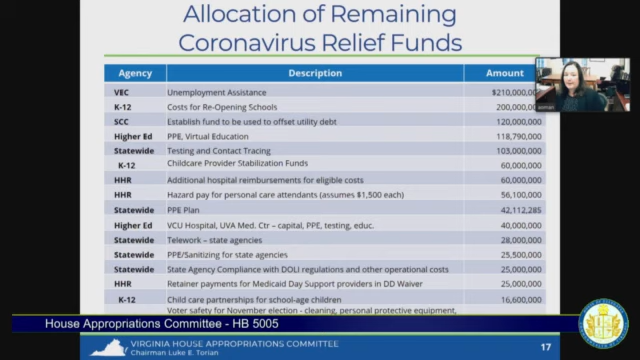 Allocation of Remaining
Coronavirus Relief Funds
Agency Description Amount
VEC Unemployment Assistance $210,000,000
K-12 Costs for Re-Opening Schools 200,000,000
SCC Establish fund to be used to offset utility debt 120,000,000
Higher Ed PPE, Virtual Education 118,790,000
Statewide Testing and Contact Tracing 103,000,000
K-12 Childcare Provider Stabilization Funds 60,000,000
HHR Additional hospital reimbursements for eligible costs 60,000,000
HHR Hazard pay for personal care attendants (assumes $1,500 each) 56,100,000
Statewide PPE Plan 42,112,285
Higher Ed VCU Hospital, UVA Med. Ctr – capital, PPE, testing, educ. 40,000,000
Statewide Telework – state agencies 28,000,000
Statewide PPE/Sanitizing for state agencies 25,500,000
Statewide State Agency Compliance with DOLI regulations and other operational costs 25,000,000
HHR Retainer payments for Medicaid Day Support providers in DD Waiver 25,000,000
K-12 Child care partnerships for school-age children 16,600,000
Voter safety for November election - cleaning, personal protective equipment,
House Appropriations Committee - HB 5005
VIRGINIA HOUSE APPROPRIATIONS COMMITTEE 17
Chairman Luke E. Torian